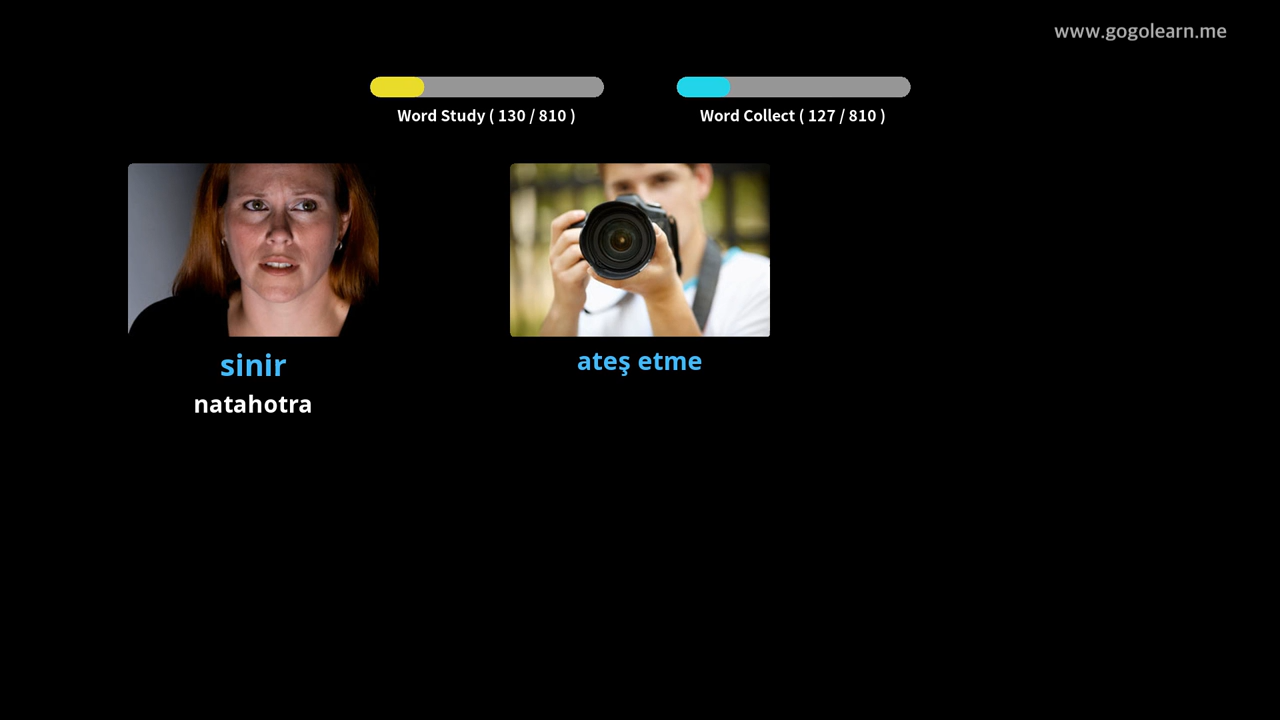 www.gogolearn.me
Word Study ( 130 / 810 )
Word Collect ( 127 / 810 )
sinir
natahotra
ateş etme